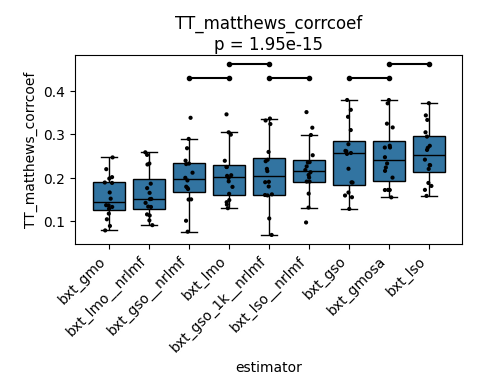 TT_matthews_corrcoef
p = 1.95e-15
TT_matthews_corrcoef
0.4
0.3
0.2
0.1
bxt_gmo
bxt_lmo__nrlmf
bxt_gso__nrlmf
bxt_lmo
bxt_gso_1k__nrlmf
bxt_lso__nrlmf
bxt_gso
bxt_gmosa
bxt_lso
estimator